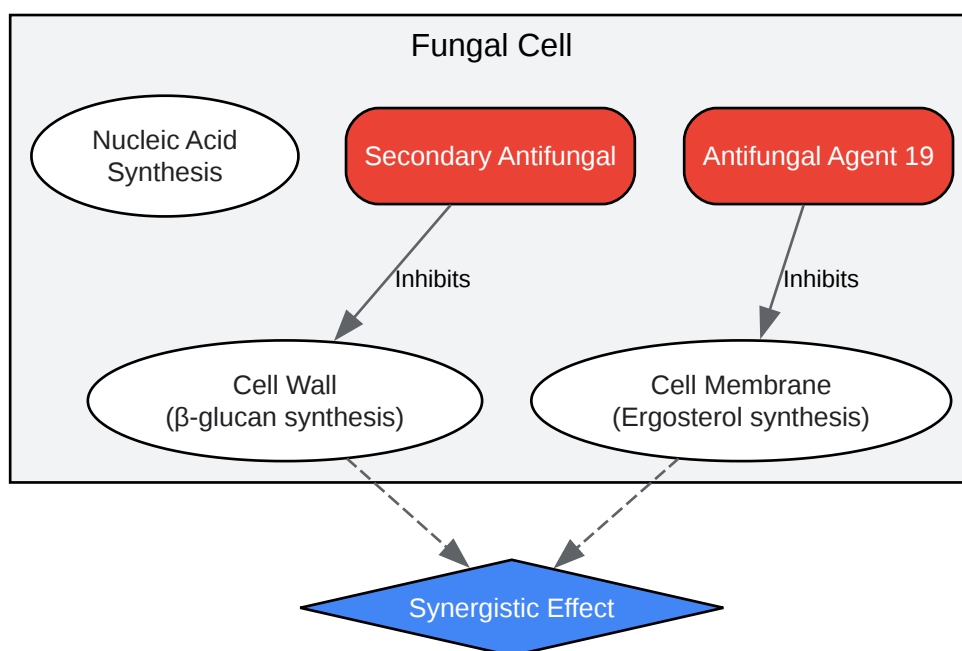 Fungal Cell
Nucleic Acid
Synthesis
Secondary Antifungal
Antifungal Agent 19
Inhibits
Inhibits
Cell Wall
(β-glucan synthesis)
Cell Membrane
(Ergosterol synthesis)
Synergistic Effect